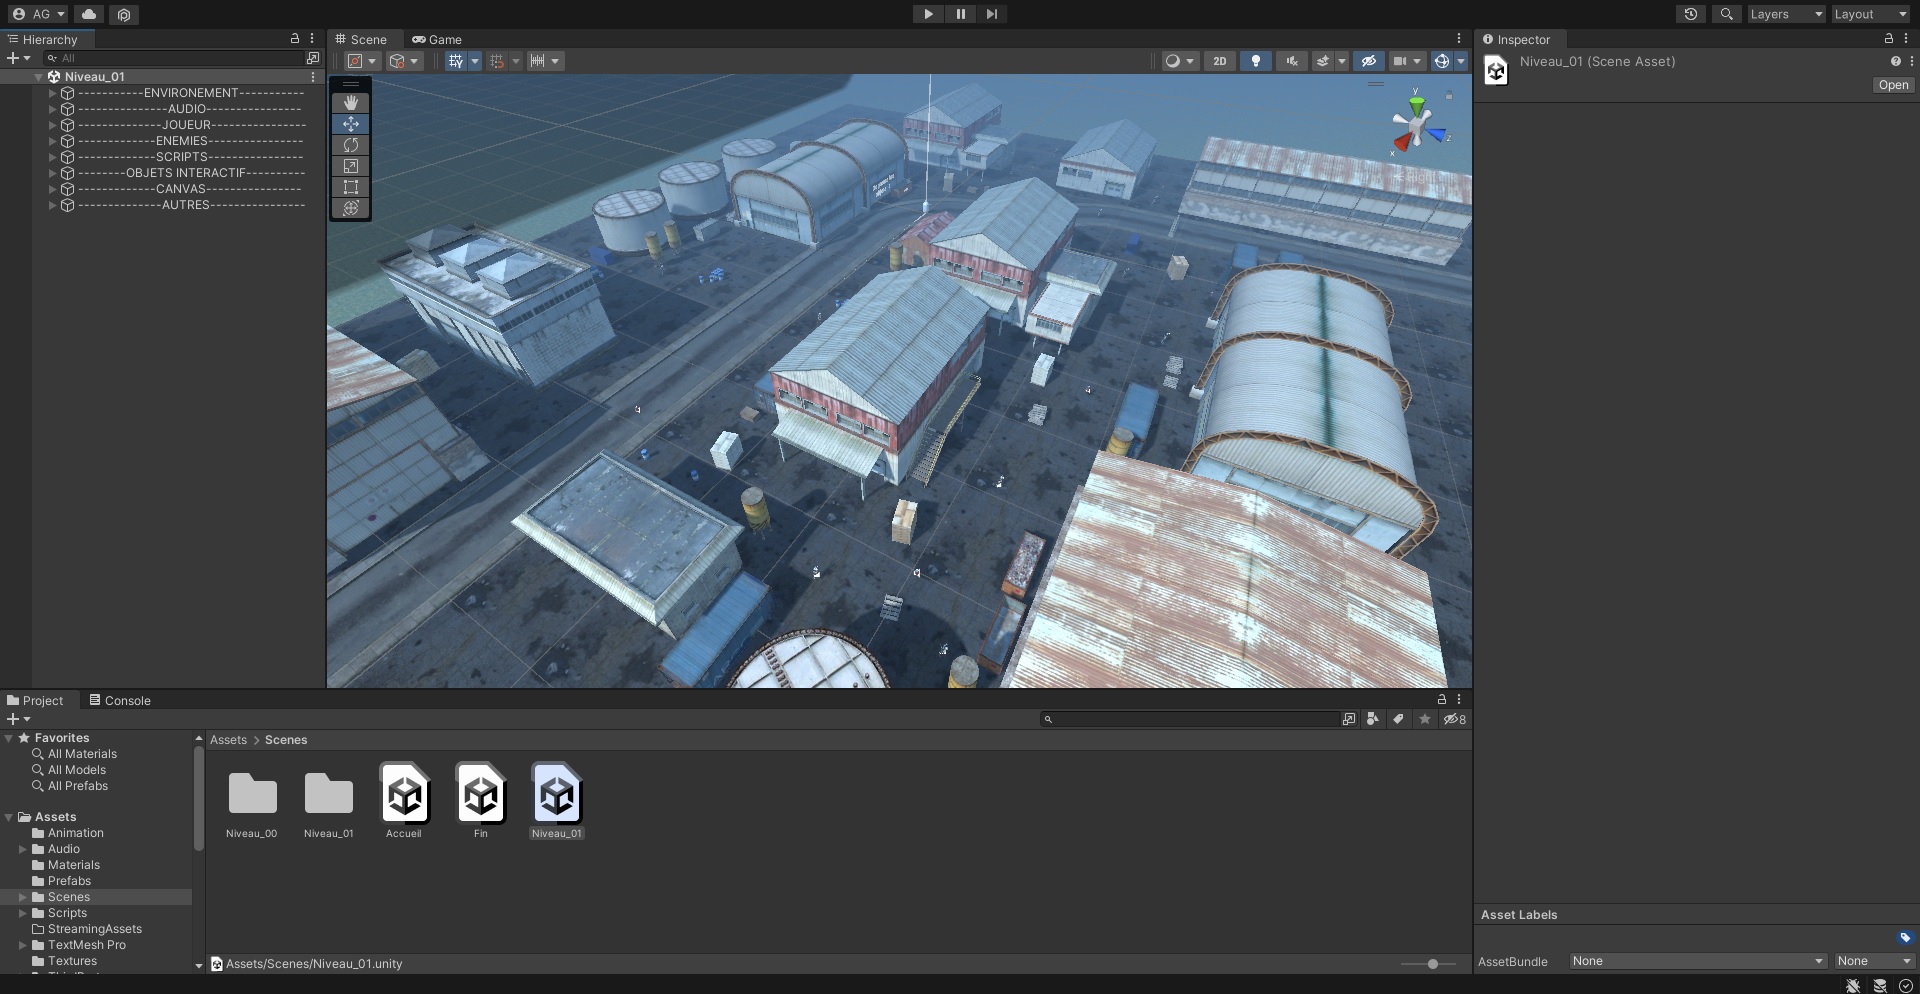 AG
Layers
Layout
Hierarchy
All
Niveau_01
-----------ENVIRONEMENT-----------
---------------AUDIO----------------
--------------JOUEUR----------------
-------------ENEMIES----------------
-------------SCRIPTS----------------
--------OBJETS INTERACTIF----------
-------------CANVAS----------------
--------------AUTRES----------------
Scene
Game
2D
y
z
x
Inspector
Niveau_01 (Scene Asset)
Open
Project
Console
8
Favorites
All Materials
All Models
All Prefabs
Assets
Animation
Audio
Materials
Prefabs
Scenes
Scripts
StreamingAssets
TextMesh Pro
Textures
Assets > Scenes
Niveau_00
Niveau_01
Accueil
Fin
Niveau_01
Assets/Scenes/Niveau_01.unity
Asset Labels
AssetBundle
None
None